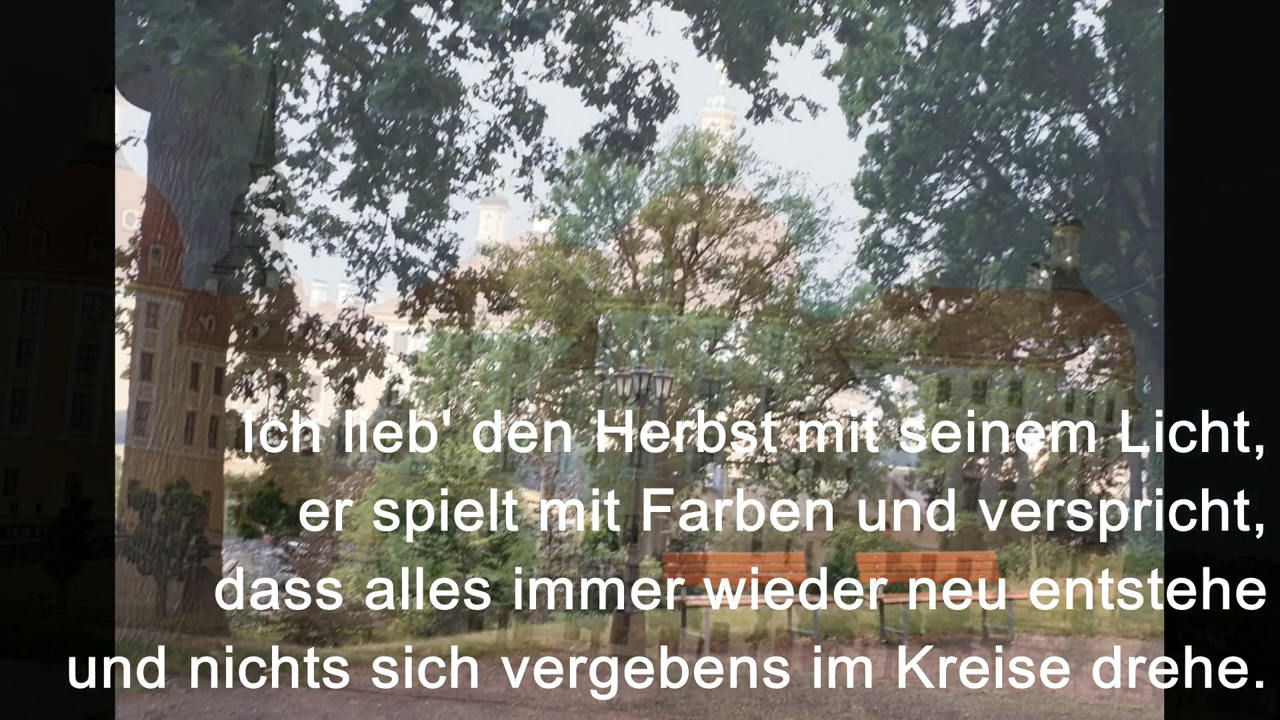 Ich lieb' den Herbst mit seinem Licht,
er spielt mit Farben und verspricht,
dass alles immer wieder neu entstehe
und nichts sich vergebens im Kreise drehe.